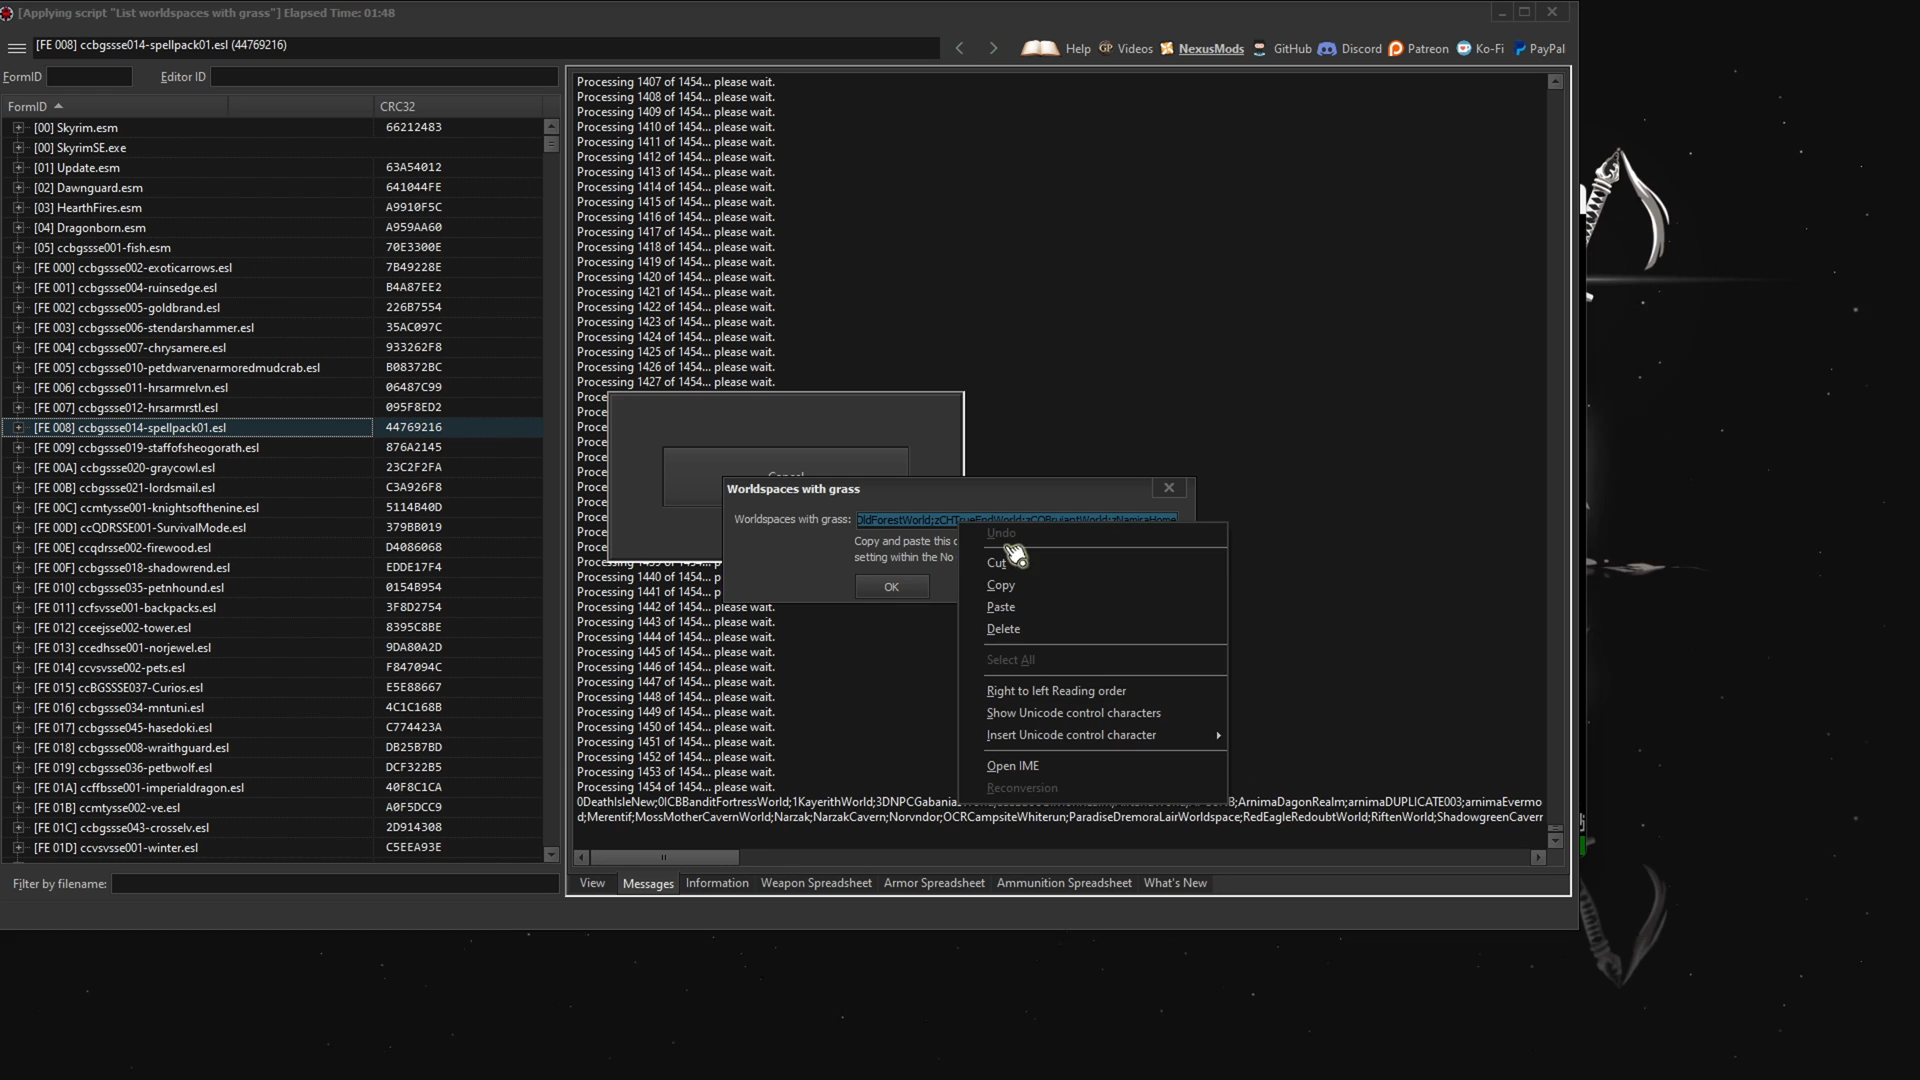 [Applying script "List worldspaces with grass"] Elapsed Time: 01:48
[FE 008] ccbgssse014-spellpack01.esl (44769216)
Help Videos NexusMods GitHub Discord Patreon Ko-Fi PayPal
FormID Editor ID
FormID CRC32
[00] Skyrim.esm 66212483
[00] SkyrimSE.exe
[01] Update.esm 63A54012
[02] Dawnguard.esm 641044FE
[03] HearthFires.esm A9910F5C
[04] Dragonborn.esm A959AA60
[05] ccbgssse001-fish.esm 70E3300E
[FE 000] ccbgssse002-exoticarrows.esl 7B49228E
[FE 001] ccbgssse004-ruinsedge.esl B4A87EE2
[FE 002] ccbgssse005-goldbrand.esl 226B7554
[FE 003] ccbgssse006-stendarshammer.esl 35AC097C
[FE 004] ccbgssse007-chrysamere.esl 933262F8
[FE 005] ccbgssse010-petdwarvenarmoredmudcrab.esl B08372BC
[FE 006] ccbgssse011-hrsarmrelvn.esl 06487C99
[FE 007] ccbgssse012-hrsarmrstl.esl 095F8ED2
[FE 008] ccbgssse014-spellpack01.esl 44769216
[FE 009] ccbgssse019-staffofsheogorath.esl 876A2145
[FE 00A] ccbgssse020-graycowl.esl 23C2F2FA
[FE 00B] ccbgssse021-lordsmail.esl C3A926F8
[FE 00C] ccmtysse001-knightsofthenine.esl 5114B40D
[FE 00D] ccQDRSSE001-SurvivalMode.esl 379BB019
[FE 00E] ccqdrsse002-firewood.esl D4086068
[FE 00F] ccbgssse018-shadowrend.esl EDDE17F4
[FE 010] ccbgssse035-petnhound.esl 0154B954
[FE 011] ccfsvsse001-backpacks.esl 3F8D2754
[FE 012] cceejsse002-tower.esl 8395C8BE
[FE 013] ccedhsse001-norjewel.esl 9DA80A2D
[FE 014] ccvsvsse002-pets.esl F847094C
[FE 015] ccBGSSSE037-Curios.esl E5E88667
[FE 016] ccbgssse034-mntuni.esl 4C1C168B
[FE 017] ccbgssse045-hasedoki.esl C774423A
[FE 018] ccbgssse008-wraithguard.esl DB25B7BD
[FE 019] ccbgssse036-petbwolf.esl DCF322B5
[FE 01A] ccffbsse001-imperialdragon.esl 40F8C1CA
[FE 01B] ccmtysse002-ve.esl A0F5DCC9
[FE 01C] ccbgssse043-crosselv.esl 2D914308
[FE 01D] ccvsvsse001-winter.esl C5EEA93E
Filter by filename:
Processing 1407 of 1454... please wait.
Processing 1408 of 1454... please wait.
Processing 1409 of 1454... please wait.
Processing 1410 of 1454... please wait.
Processing 1411 of 1454... please wait.
Processing 1412 of 1454... please wait.
Processing 1413 of 1454... please wait.
Processing 1414 of 1454... please wait.
Processing 1415 of 1454... please wait.
Processing 1416 of 1454... please wait.
Processing 1417 of 1454... please wait.
Processing 1418 of 1454... please wait.
Processing 1419 of 1454... please wait.
Processing 1420 of 1454... please wait.
Processing 1421 of 1454... please wait.
Processing 1422 of 1454... please wait.
Processing 1423 of 1454... please wait.
Processing 1424 of 1454... please wait.
Processing 1425 of 1454... please wait.
Processing 1426 of 1454... please wait.
Processing 1427 of 1454... please wait.
Proce
Proce
Proce
Proce
Proce
Proce
Proce
Proce
Proce
Proce
Proce
Processing 1440 of 1454... p
Processing 1441 of 1454... p
Processing 1442 of 1454... please wait.
Processing 1443 of 1454... please wait.
Processing 1444 of 1454... please wait.
Processing 1445 of 1454... please wait.
Processing 1446 of 1454... please wait.
Processing 1447 of 1454... please wait.
Processing 1448 of 1454... please wait.
Processing 1449 of 1454... please wait.
Processing 1450 of 1454... please wait.
Processing 1451 of 1454... please wait.
Processing 1452 of 1454... please wait.
Processing 1453 of 1454... please wait.
Processing 1454 of 1454... please wait.
0DeathIsleNew;0ICBBanditFortressWorld;1KayerithWorld;3DNPCGabania ;ArnimaDagonRealm;arnimaDUPLICATE003;arnimaEvermo
d;Merentif;MossMotherCavernWorld;Narzak;NarzakCavern;Norvndor;OCRCampsiteWhiterun;ParadiseDremoraLairWorldspace;RedEagleRedoubtWorld;RiftenWorld;ShadowgreenCavern
Cancel
Worldspaces with grass
Worldspaces with grass: OldForestWorld;zCHTrueEndWorld;zCOBruiantWorld;zNamiraHome
Copy and paste this
setting within the No
OK
Undo
Cut
Copy
Paste
Delete
Select All
Right to left Reading order
Show Unicode control characters
Insert Unicode control character
Open IME
Reconversion
View Messages Information Weapon Spreadsheet Armor Spreadsheet Ammunition Spreadsheet What's New